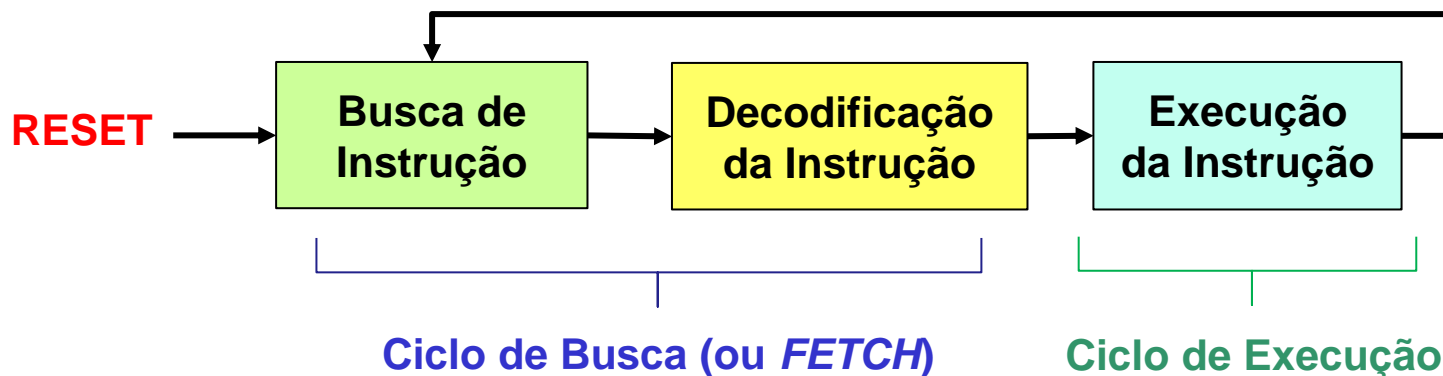 RESET
Busca de
Instrução
Decodificação
da Instrução
Execução
da Instrução
Ciclo de Busca (ou FETCH)
Ciclo de Execução